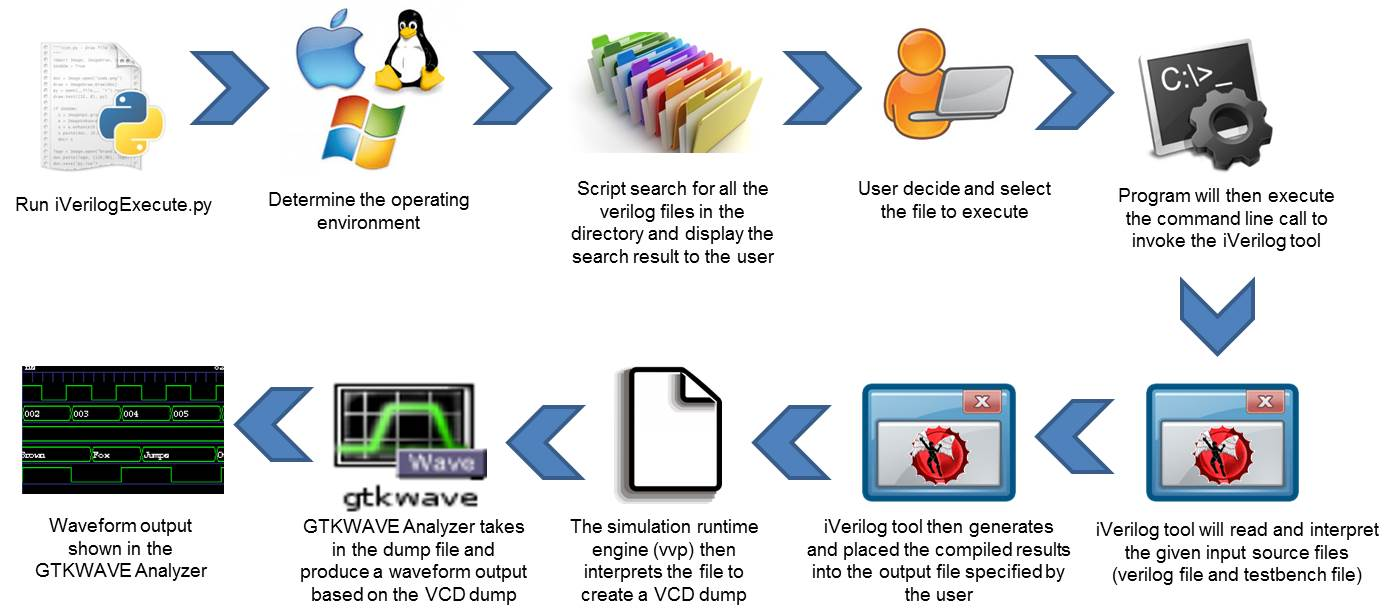 Run iVerilogExecute.py
Determine the operating
environment
Script search for all the
verilog files in the
directory and display the
search result to the user
User decide and select
the file to execute
C:\>_
Program will then execute
the command line call to
invoke the iVerilog tool
iVerilog tool will read and interpret
the given input source files
(verilog file and testbench file)
iVerilog tool then generates
and placed the compiled results
into the output file specified by
the user
The simulation runtime
engine (vvp) then
interprets the file to
create a VCD dump
Wave
gtkwave
GTKWAVE Analyzer takes
in the dump file and
produce a waveform output
based on the VCD dump
002 003 004 005
Brown Fox Jumps
Waveform output
shown in the
GTKWAVE Analyzer